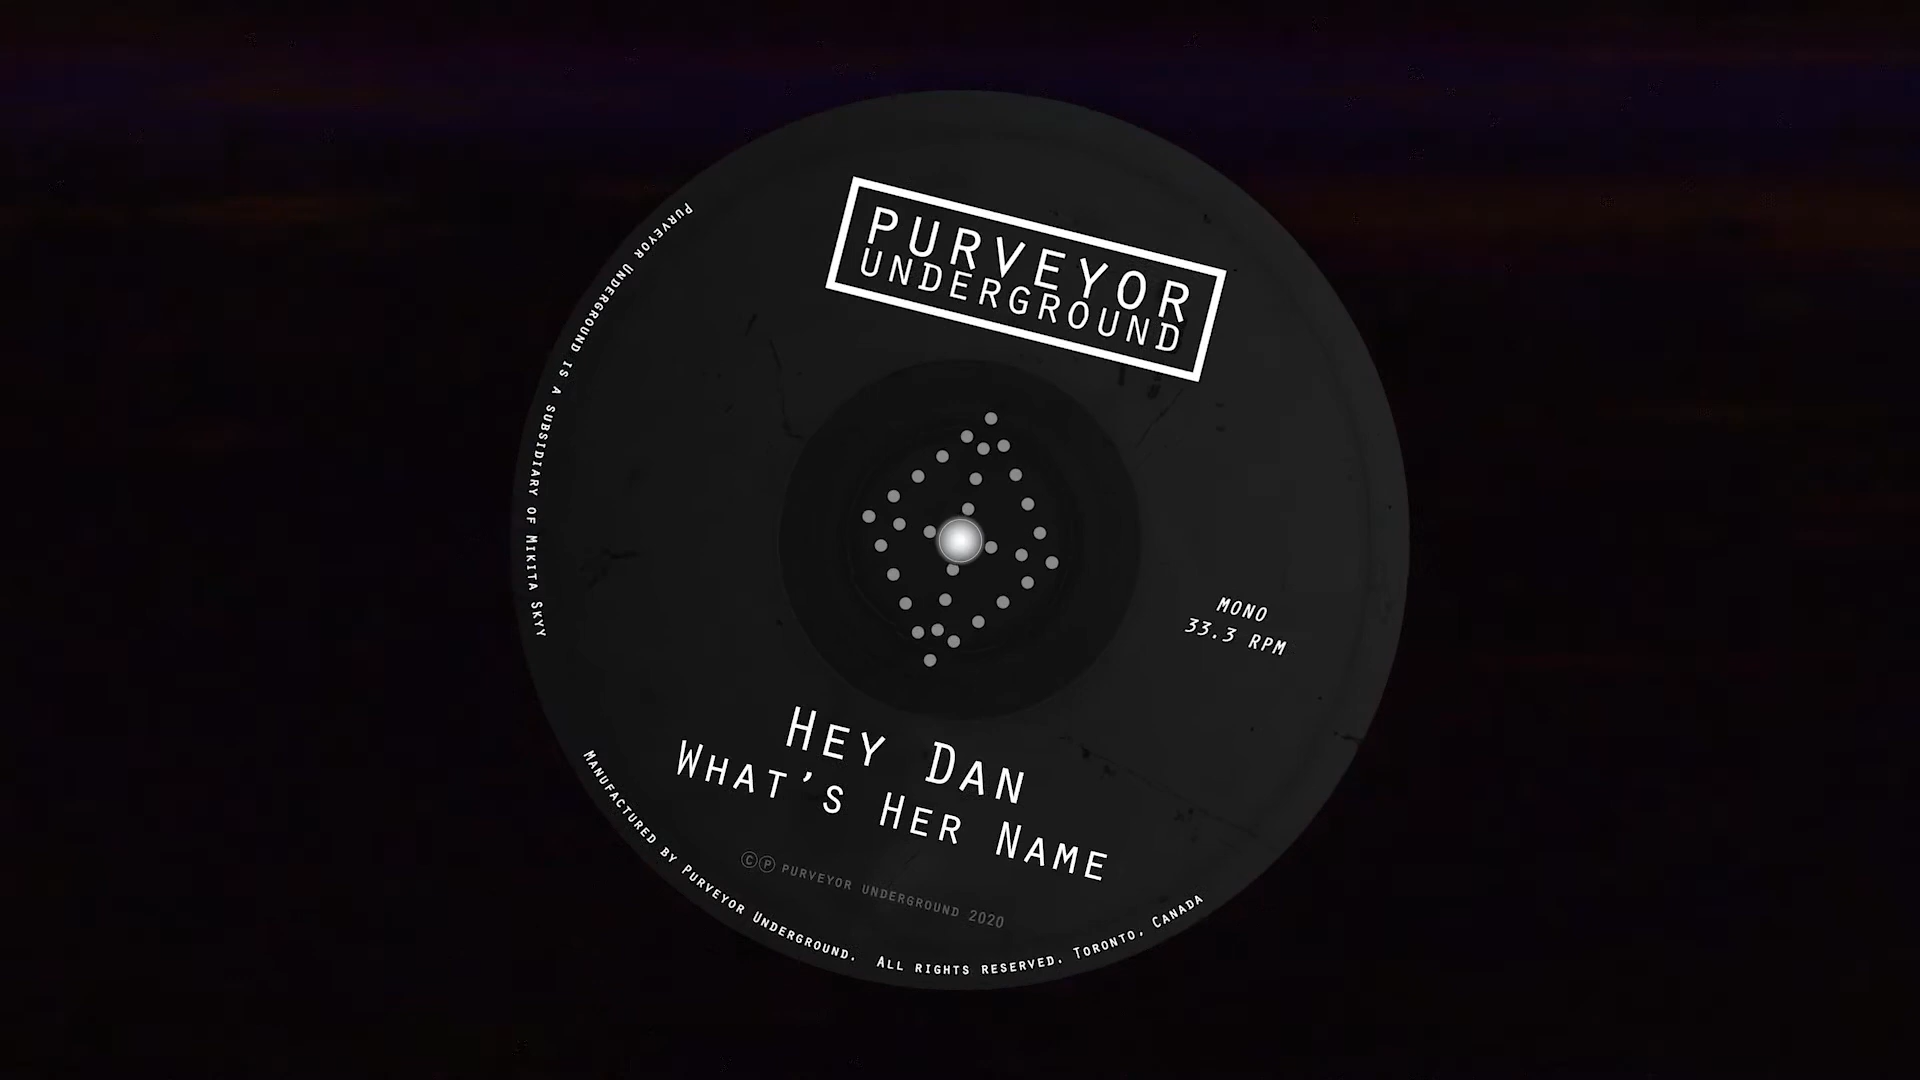 PURVEYOR
UNDERGROUND
PURVEYOR UNDERGROUND IS A SUBSIDIARY OF MIKITA SKYY
MONO
33.3 RPM
HEY DAN
WHAT'S HER NAME
ⒸⓅ PURVEYOR UNDERGROUND 2020
MANUFACTURED BY PURVEYOR UNDERGROUND. ALL RIGHTS RESERVED. TORONTO, CANADA